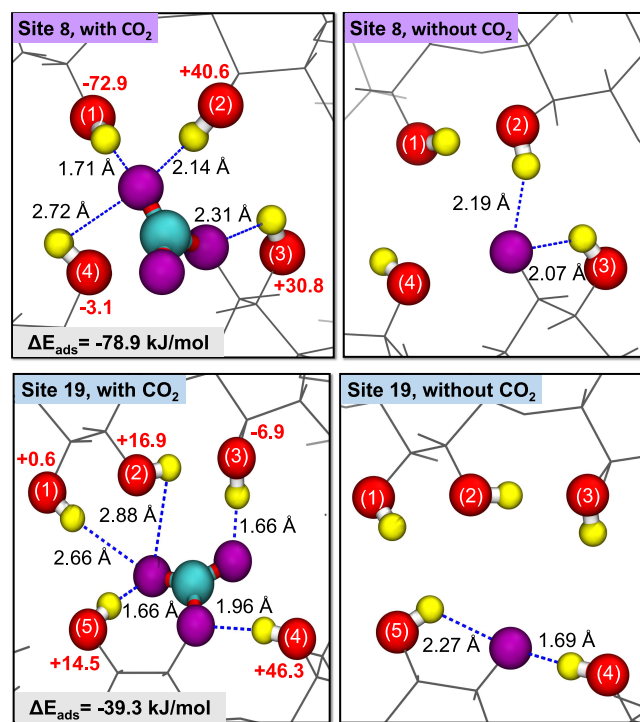 Site 8, with CO₂
-72.9
+40.6
(1)
(2)
1.71 Å
2.14 Å
2.72 Å
2.31 Å
(3)
(4)
+30.8
-3.1
ΔE_ads= -78.9 kJ/mol
Site 8, without CO₂
(1)
(2)
2.19 Å
2.07 Å
(3)
(4)
Site 19, with CO₂
+0.6
+16.9
-6.9
(1)
(2)
(3)
2.88 Å
2.66 Å
1.66 Å
1.66 Å
1.96 Å
(5)
(4)
+14.5
+46.3
ΔE_ads= -39.3 kJ/mol
Site 19, without CO₂
(1)
(2)
(3)
(5)
2.27 Å
1.69 Å
(4)